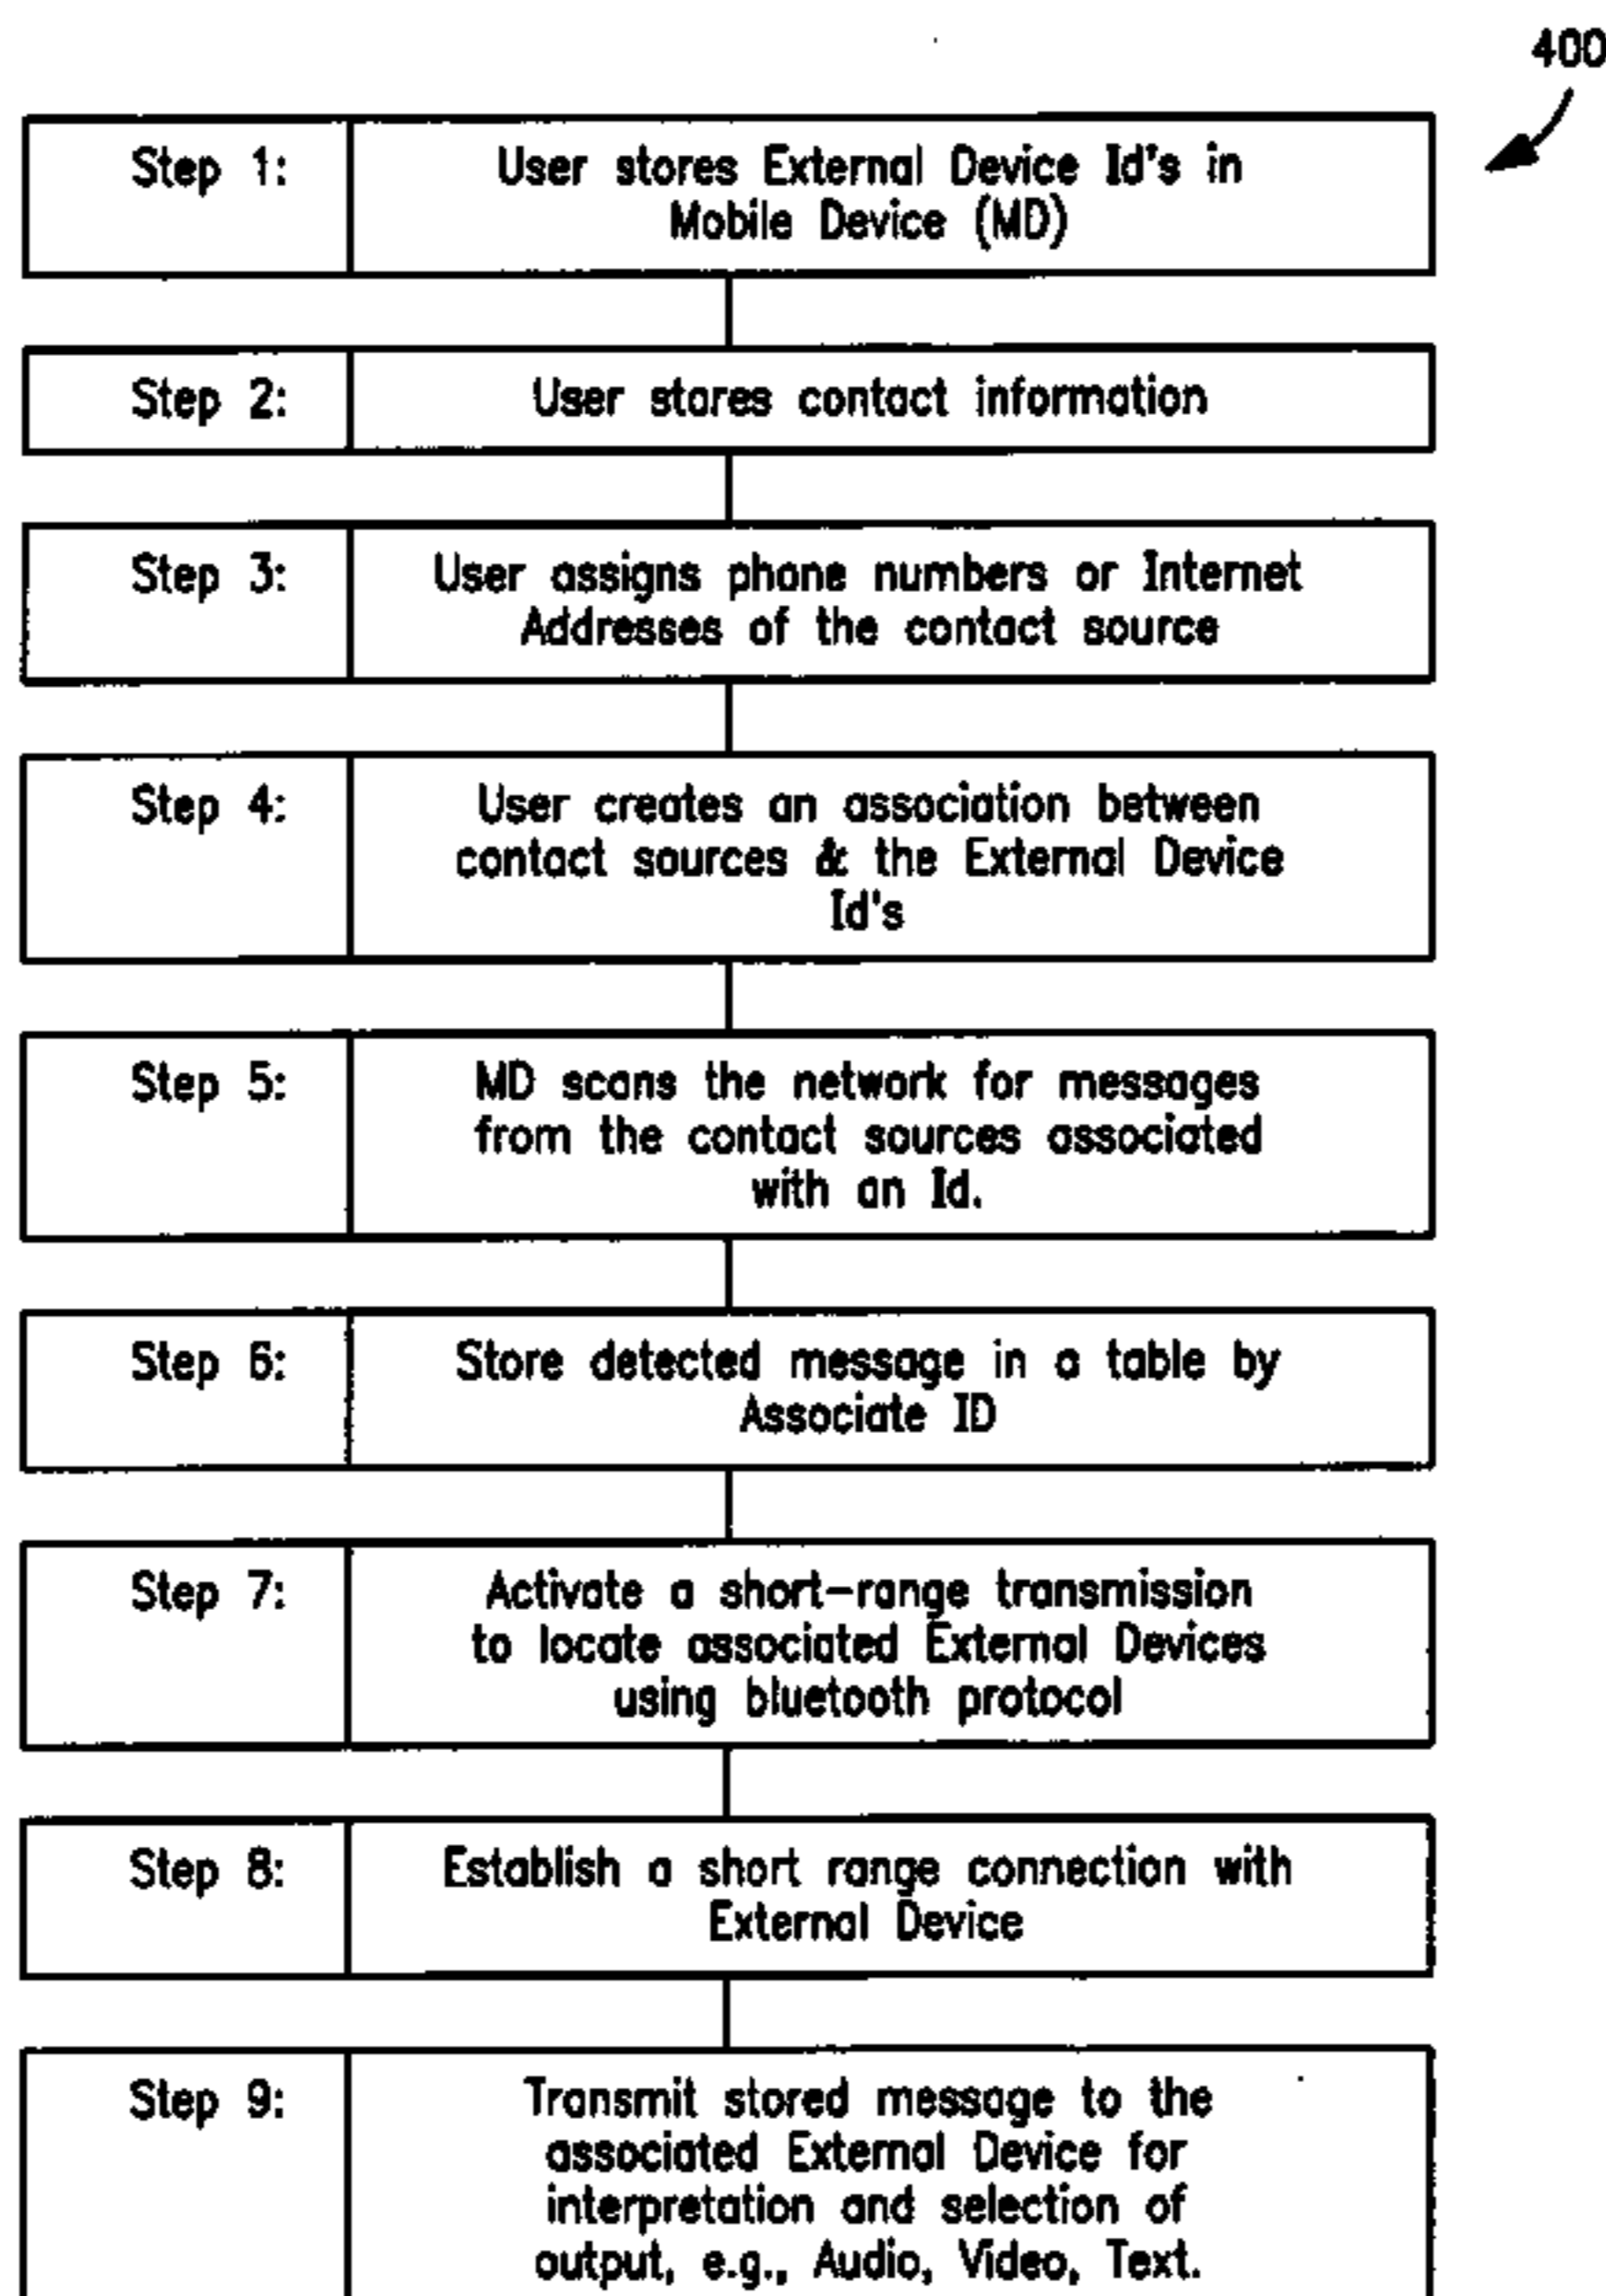 400
Step 1: User stores External Device Id's in
Mobile Device (MD)
Step 2: User stores contact information
Step 3: User assigns phone numbers or Internet
Addresses of the contact source
Step 4: User creates an association between
contact sources & the External Device
Id's
Step 5: MD scans the network for messages
from the contact sources associated
with an Id.
Step 6: Store detected message in a table by
Associate ID
Step 7: Activate a short-range transmission
to locate associated External Devices
using bluetooth protocol
Step 8: Establish a short range connection with
External Device
Step 9: Transmit stored message to the
associated External Device for
interpretation and selection of
output, e.g., Audio, Video, Text.